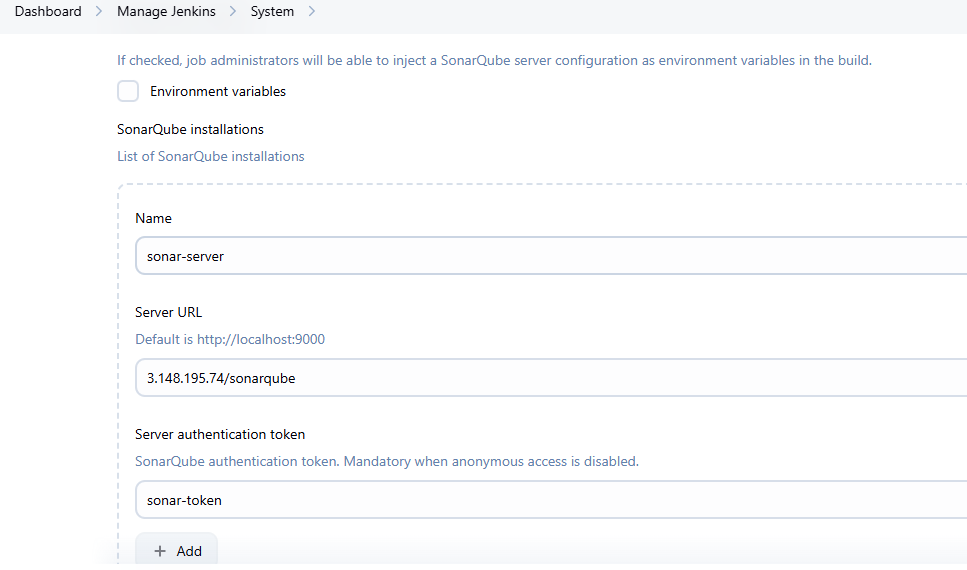 Dashboard > Manage Jenkins > System >
If checked, job administrators will be able to inject a SonarQube server configuration as environment variables in the build.
Environment variables
SonarQube installations
List of SonarQube installations
Name
sonar-server
Server URL
Default is http://localhost:9000
3.148.195.74/sonarqube
Server authentication token
SonarQube authentication token. Mandatory when anonymous access is disabled.
sonar-token
+ Add